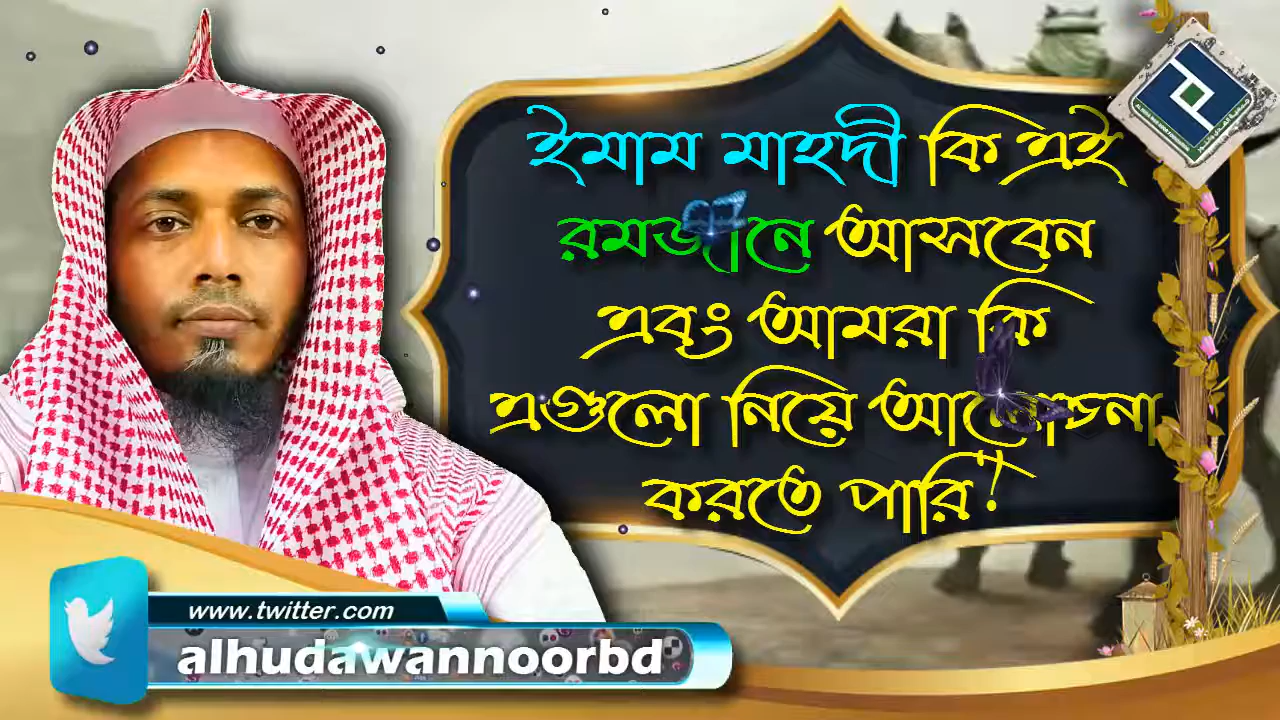 ইমাম মাহদী কি এই
রমজানে আসবেন
এবং আমরা কি
এগুলো নিয়ে আলোচনা
করতে পারি?
www.twitter.com
alhudawannoorbd